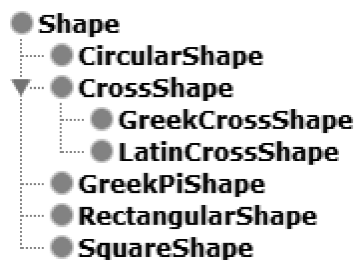 Shape
CircularShape
CrossShape
GreekCrossShape
LatinCrossShape
GreekPiShape
RectangularShape
SquareShape